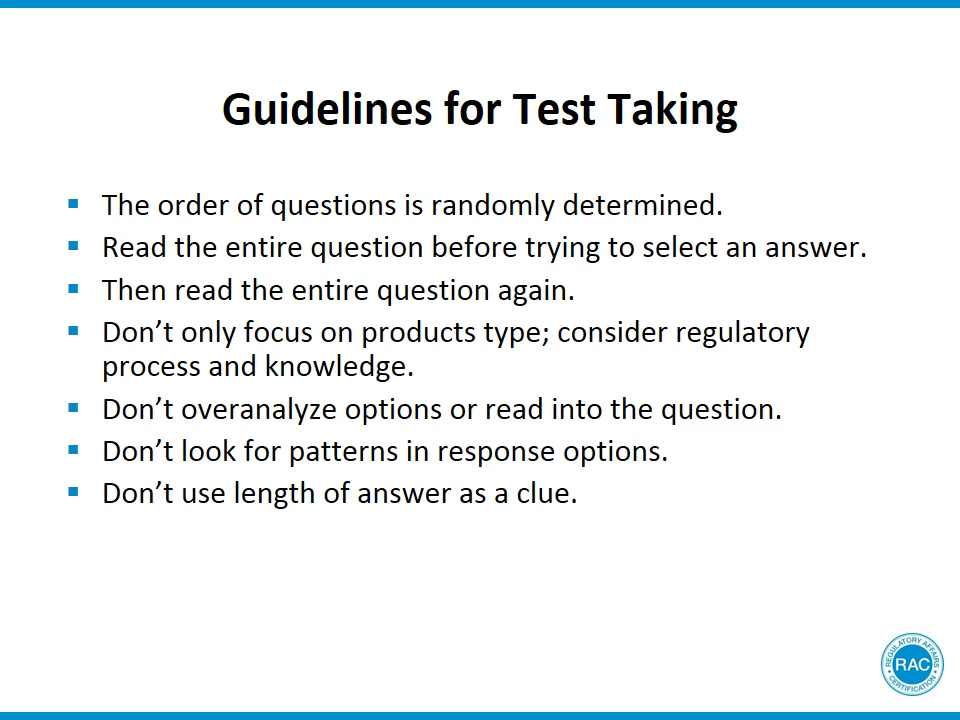 Guidelines for Test Taking
The order of questions is randomly determined.
Read the entire question before trying to select an answer.
Then read the entire question again.
Don’t only focus on products type; consider regulatory
process and knowledge.
Don’t overanalyze options or read into the question.
Don’t look for patterns in response options.
Don’t use length of answer as a clue.
REGULATORY AFFAIRS
RAC
CERTIFICATION